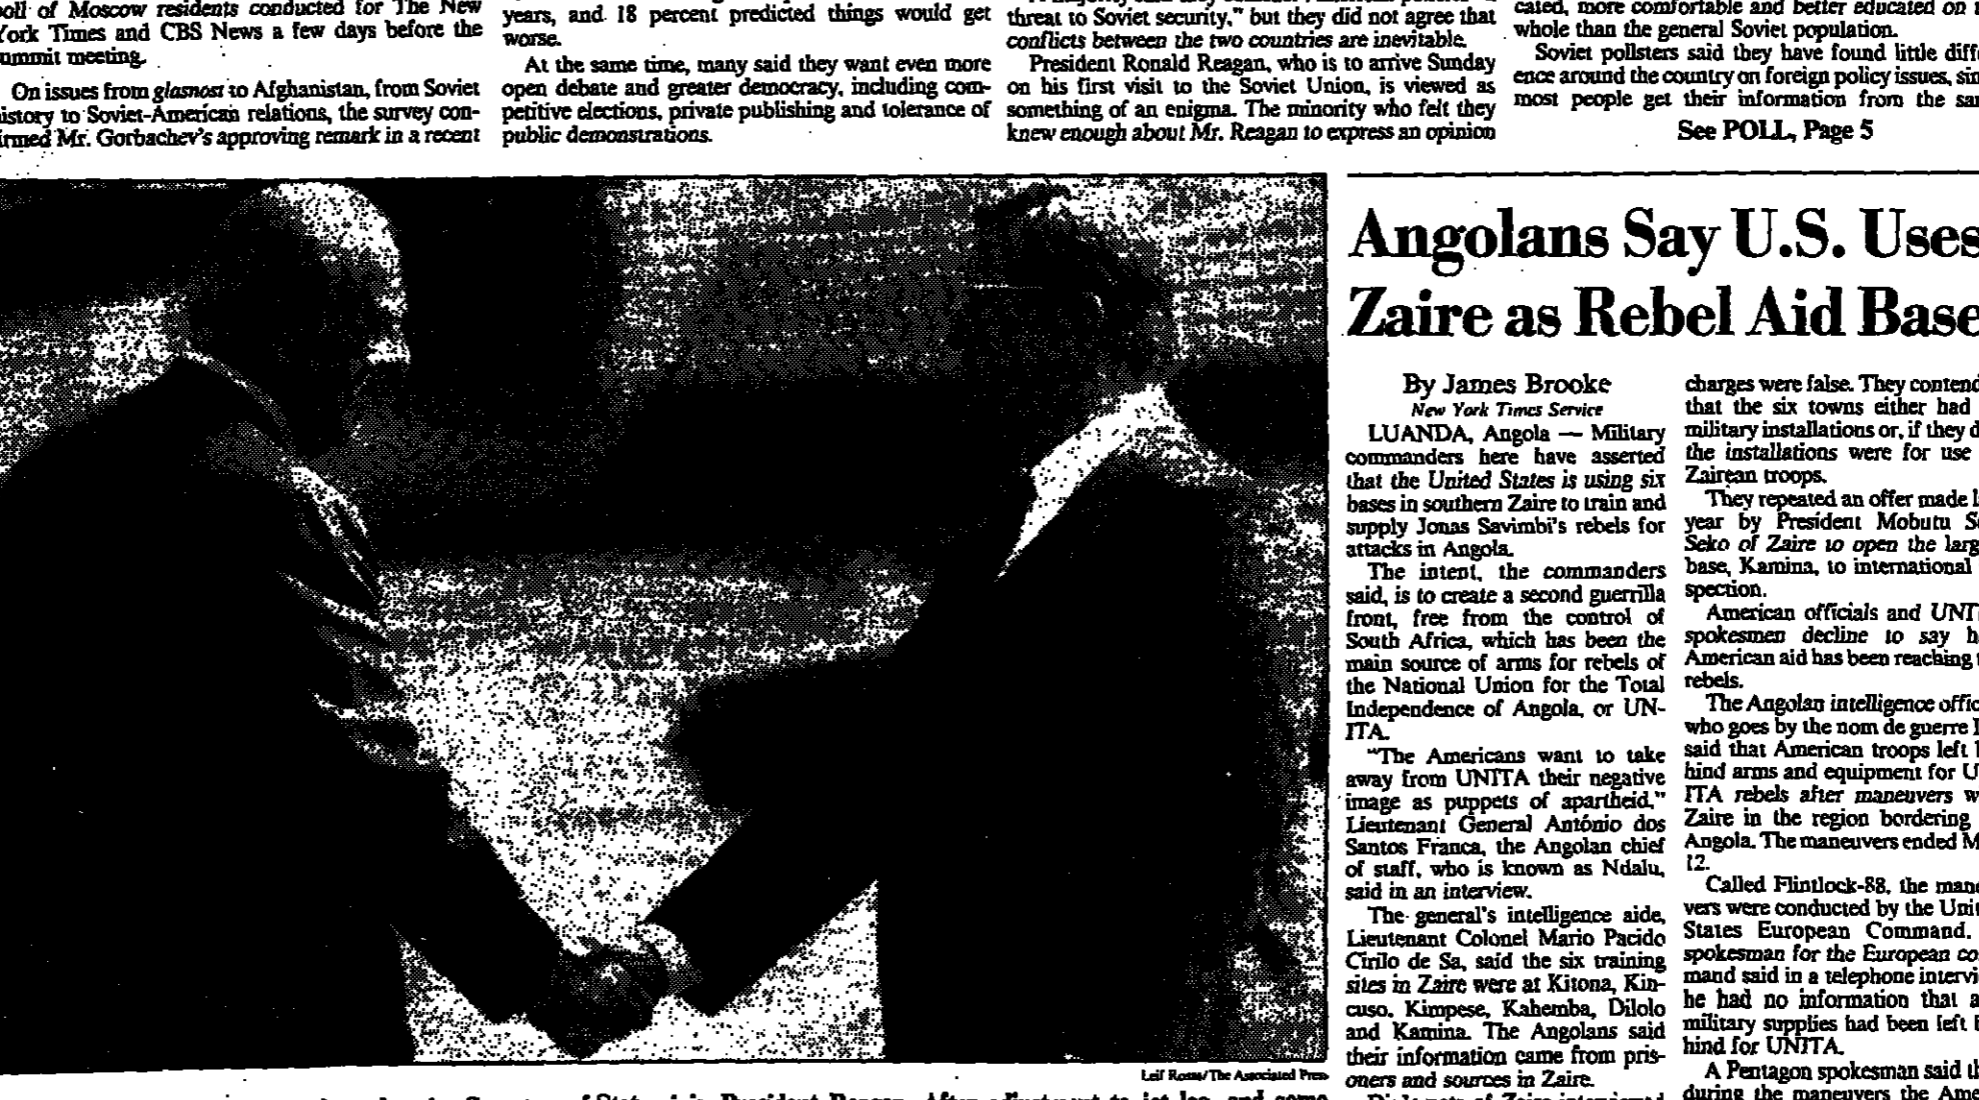 poll of Moscow residents conducted for The New
York Times and CBS News a few days before the
summit meeting.
On issues from glasnost to Afghanistan, from Soviet
history to Soviet-American relations, the survey con-
firmed Mr. Gorbachev's approving remark in a recent
years, and 18 percent predicted things would get
worse.
At the same time, many said they want even more
open debate and greater democracy, including com-
petitive elections, private publishing and tolerance of
public demonstrations.
threat to Soviet security," but they did not agree that
conflicts between the two countries are inevitable.
President Ronald Reagan, who is to arrive Sunday
on his first visit to the Soviet Union, is viewed as
something of an enigma. The minority who felt they
knew enough about Mr. Reagan to express an opinion
cated, more comfortable and better educated on
whole than the general Soviet population.
Soviet pollsters said they have found little diff
ence around the country on foreign policy issues, sin
most people get their information from the sa
See POLL, Page 5
Leif Rosas/The Associated Press
Angolans Say U.S. Uses
Zaire as Rebel Aid Base
By James Brooke
New York Times Service
LUANDA, Angola — Military
commanders here have asserted
that the United States is using six
bases in southern Zaire to train and
supply Jonas Savimbi's rebels for
attacks in Angola.
The intent, the commanders
said, is to create a second guerrilla
front, free from the control of
South Africa, which has been the
main source of arms for rebels of
the National Union for the Total
Independence of Angola, or UN-
ITA.
"The Americans want to take
away from UNITA their negative
image as puppets of apartheid,"
Lieutenant General António dos
Santos Franca, the Angolan chief
of staff, who is known as Ndalu,
said in an interview.
The general's intelligence aide,
Lieutenant Colonel Mario Pacido
Cirilo de Sa, said the six training
sites in Zaire were at Kitona, Kin-
cuso, Kimpese, Kahemba, Dilolo
and Kamina. The Angolans said
their information came from pris-
oners and sources in Zaire.
charges were false. They contend
that the six towns either had
military installations or, if they d
the installations were for use
Zairean troops.
They repeated an offer made l
year by President Mobutu Se
Seko of Zaire to open the larg
base, Kamina, to international
spection.
American officials and UNI
spokesmen decline to say h
American aid has been reaching t
rebels.
The Angolan intelligence offic
who goes by the nom de guerre
said that American troops left b
hind arms and equipment for U
ITA rebels after maneuvers w
Zaire in the region bordering
Angola. The maneuvers ended M
12.
Called Flintlock-88, the mane
vers were conducted by the Unit
States European Command.
spokesman for the European co
mand said in a telephone intervi
he had no information that a
military supplies had been left b
hind for UNITA.
A Pentagon spokesman said th
during the maneuvers the Ame